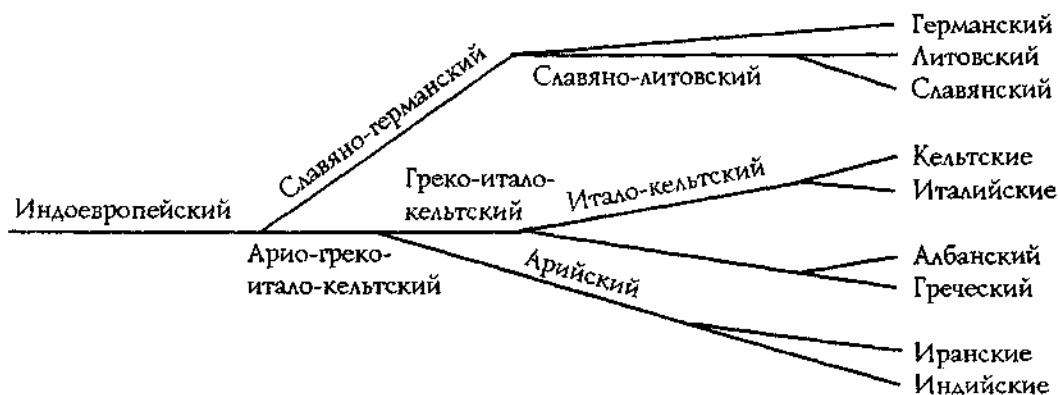 Германский
Литовский
Славянский
Славяно-литовский
Славяно-германский
Индоевропейский
Греко-итало-
кельтский
Итало-кельтский
Кельтские
Италийские
Арио-греко-
итало-кельтский
Арийский
Албанский
Греческий
Иранские
Индийские